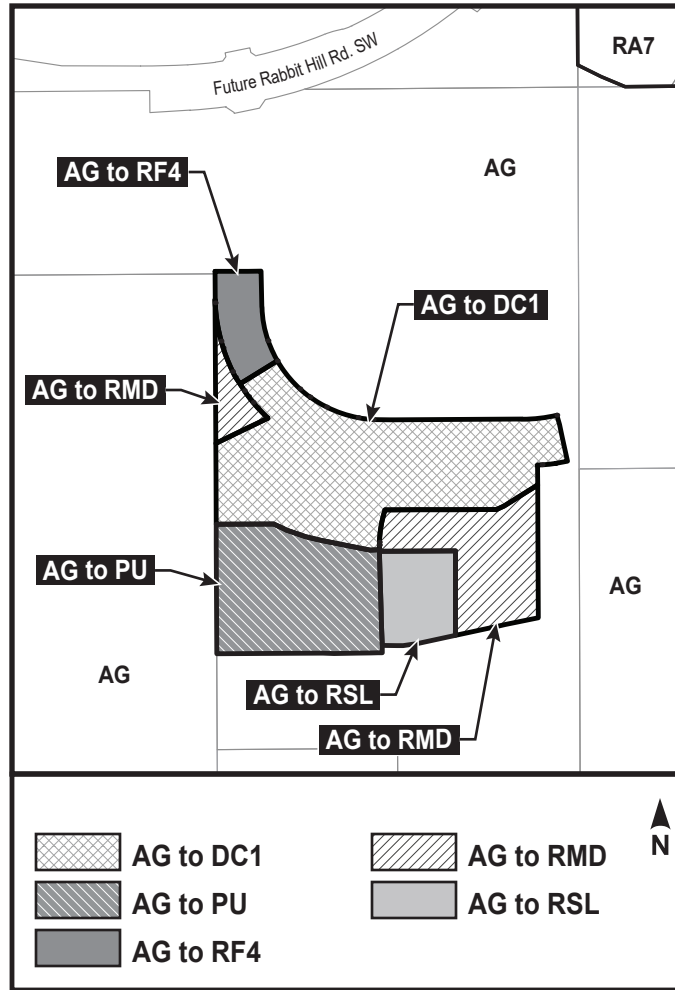 RA7
Future Rabbit Hill Rd. SW
AG
AG to RF4
AG to DC1
AG to RMD
AG to PU
AG
AG
AG to RSL
AG to RMD
AG to DC1
AG to RMD
N
AG to PU
AG to RSL
AG to RF4